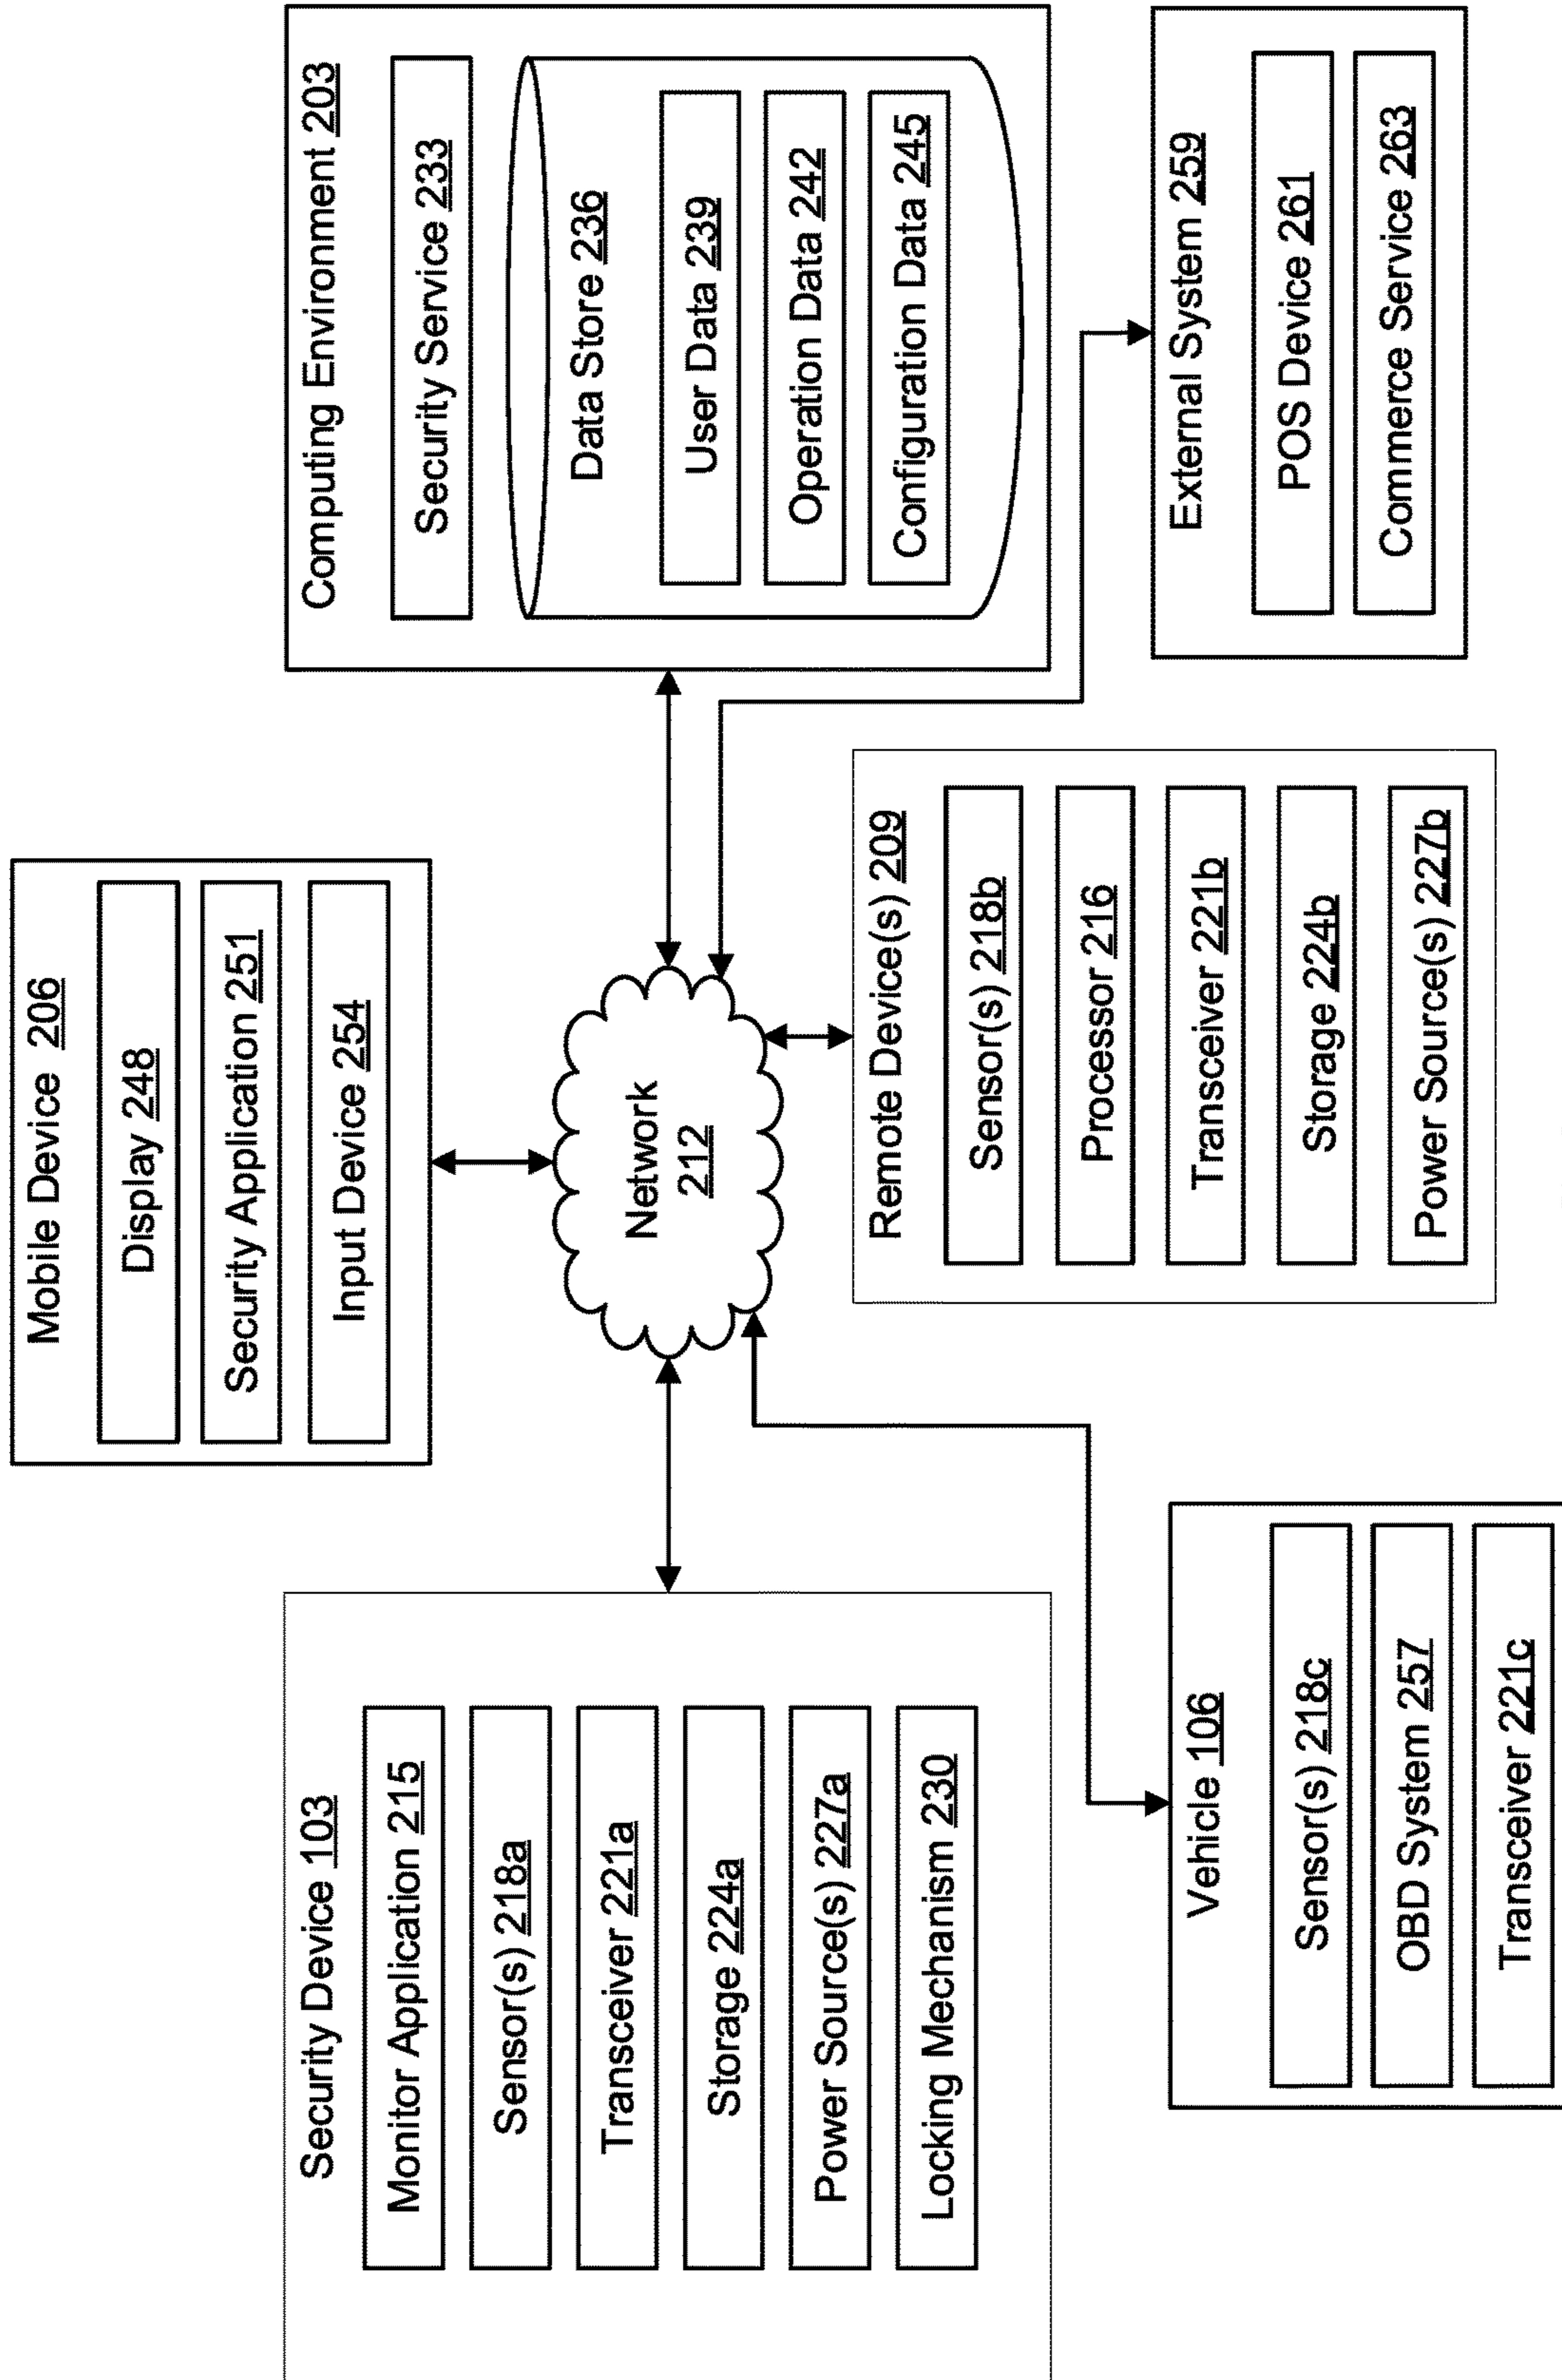 Mobile Device 206
Display 248
Security Application 251
Input Device 254
Security Device 103
Monitor Application 215
Sensor(s) 218a
Transceiver 221a
Storage 224a
Power Source(s) 227a
Locking Mechanism 230
Network
212
Computing Environment 203
Security Service 233
Data Store 236
User Data 239
Operation Data 242
Configuration Data 245
Vehicle 106
Sensor(s) 218c
OBD System 257
Transceiver 221c
Remote Device(s) 209
Sensor(s) 218b
Processor 216
Transceiver 221b
Storage 224b
Power Source(s) 227b
External System 259
POS Device 261
Commerce Service 263